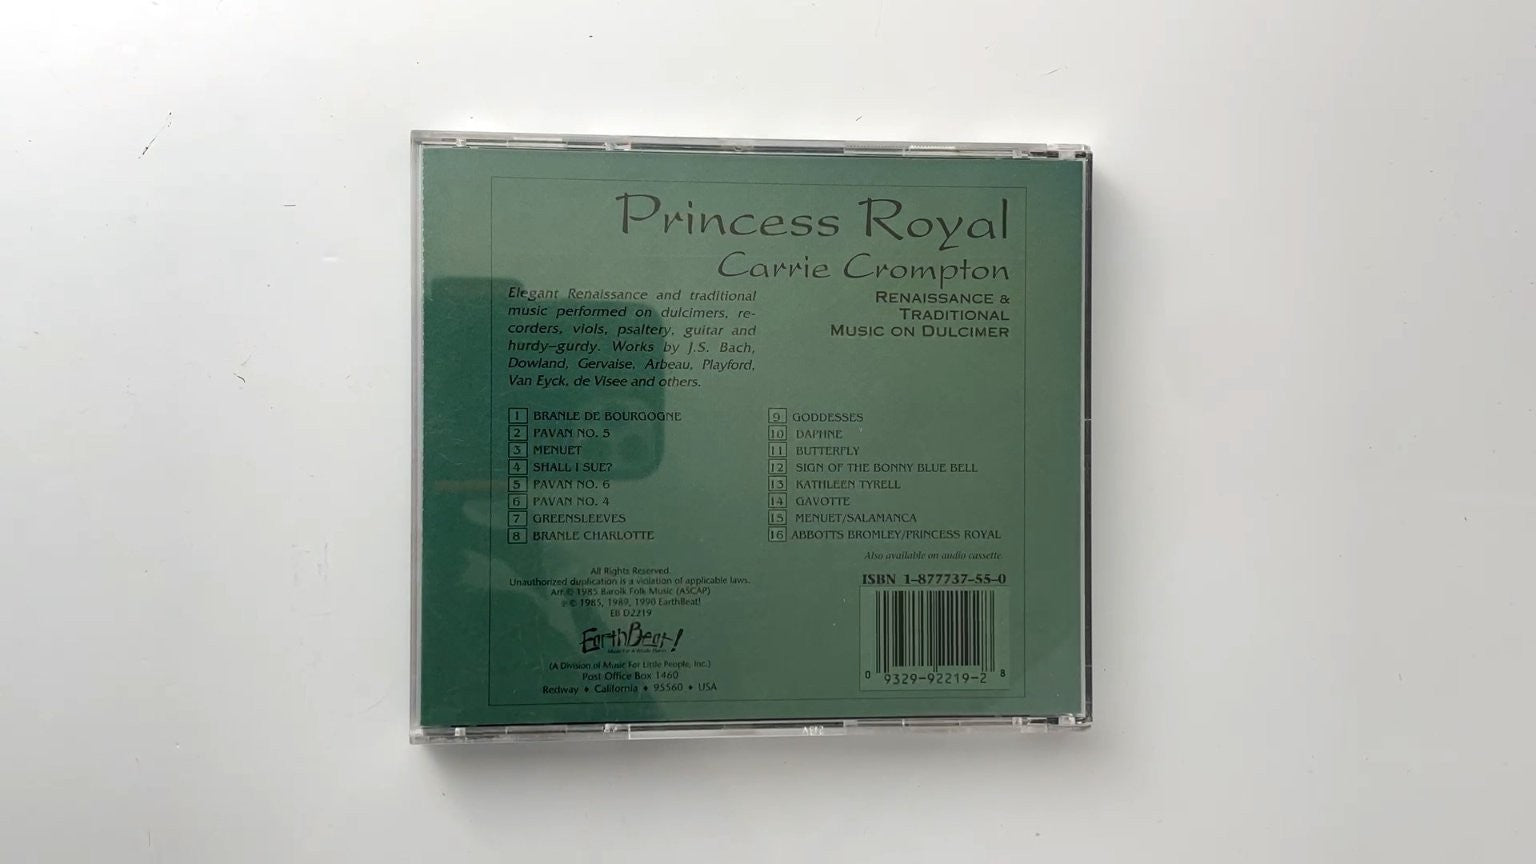 Princess Royal
Carrie Crompton
RENAISSANCE &
TRADITIONAL
MUSIC ON DULCIMER
Elegant Renaissance and traditional
music performed on dulcimers, re-
corders, viols, psaltery, guitar and
hurdy-gurdy. Works by J.S. Bach,
Dowland, Gervaise, Arbeau, Playford,
Van Eyck, de Visee and others.
1 BRANLE DE BOURGOGNE
2 PAVAN NO. 5
3 MENUET
4 SHALL I SUE?
5 PAVAN NO. 6
6 PAVAN NO. 4
7 GREENSLEEVES
8 BRANLE CHARLOTTE
9 GODDESSES
10 DAPHNE
11 BUTTERFLY
12 SIGN OF THE BONNY BLUE BELL
13 KATHLEEN TYRELL
14 GAVOTTE
15 MENUET/SALAMANCA
16 ABBOTTS BROMLEY/PRINCESS ROYAL
Also available on audio cassette.
All Rights Reserved.
Unauthorized duplication is a violation of applicable laws.
Arr. © 1985 Barolk Folk Music (ASCAP)
℗ © 1985, 1989, 1990 EarthBeat!
EB D2219
EarthBeat!
Music For A Whole Planet
(A Division of Music For Little People, Inc.)
Post Office Box 1460
Redway ♦ California ♦ 95560 ♦ USA
ISBN 1-877737-55-0
0 9329-92219-2 8